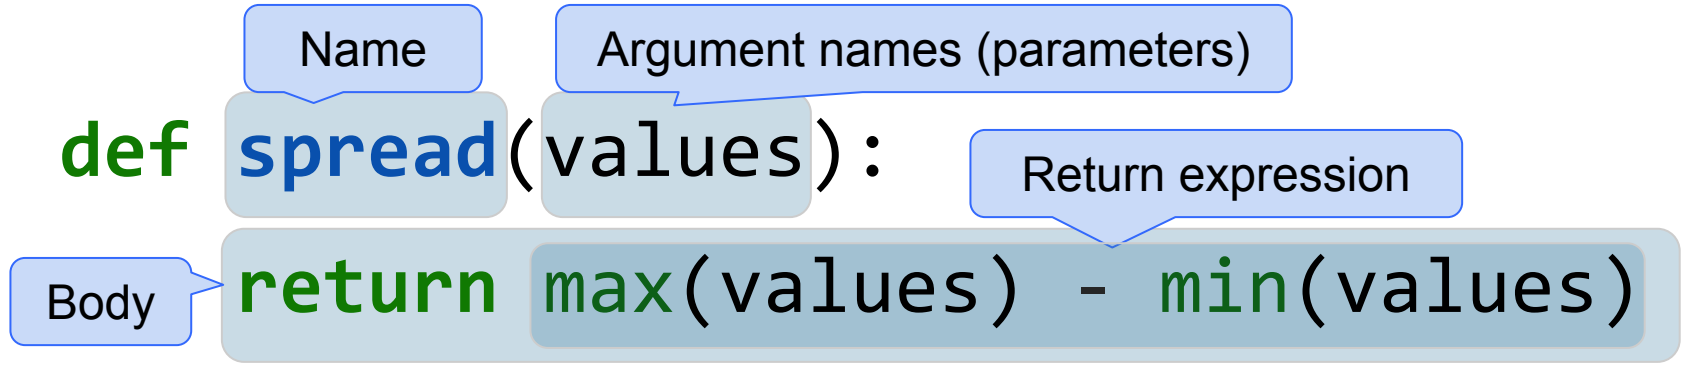 Name
Argument names (parameters)
def spread(values):
Return expression
Body
return max(values) - min(values)